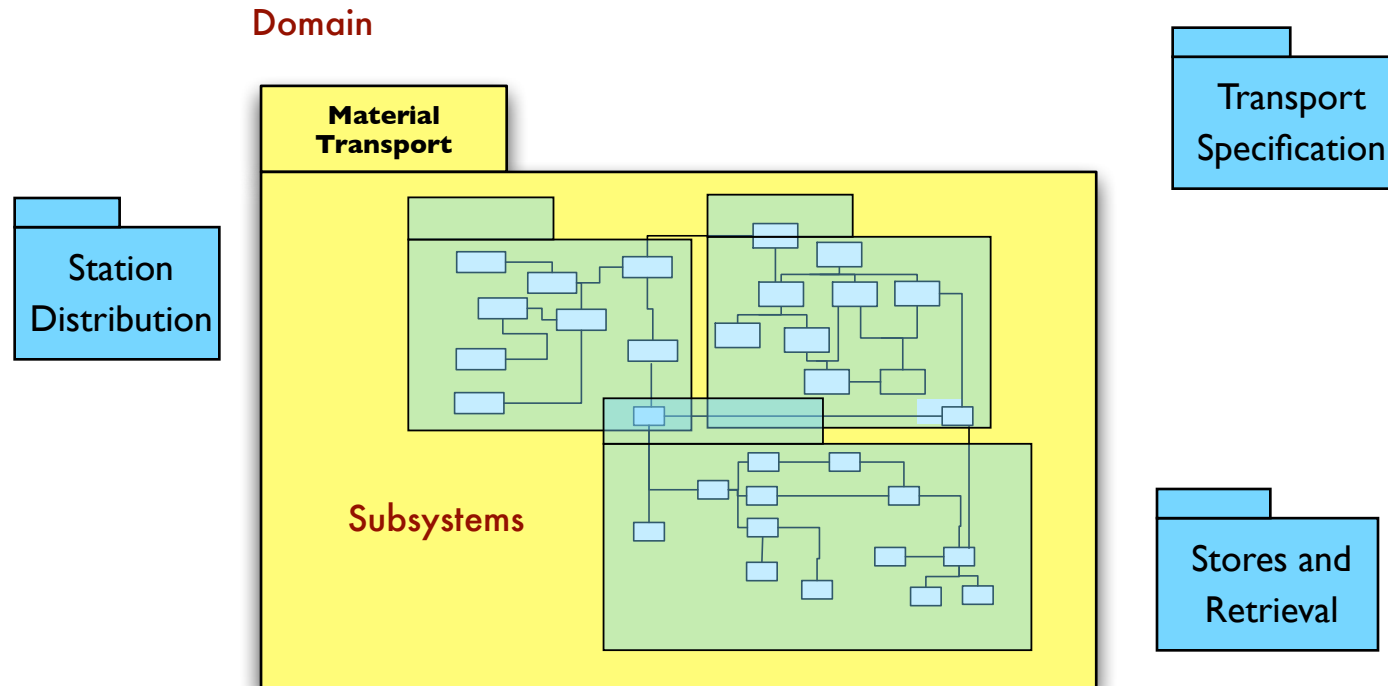 Domain
Material
Transport
Transport
Specification
Station
Distribution
Subsystems
Stores and
Retrieval